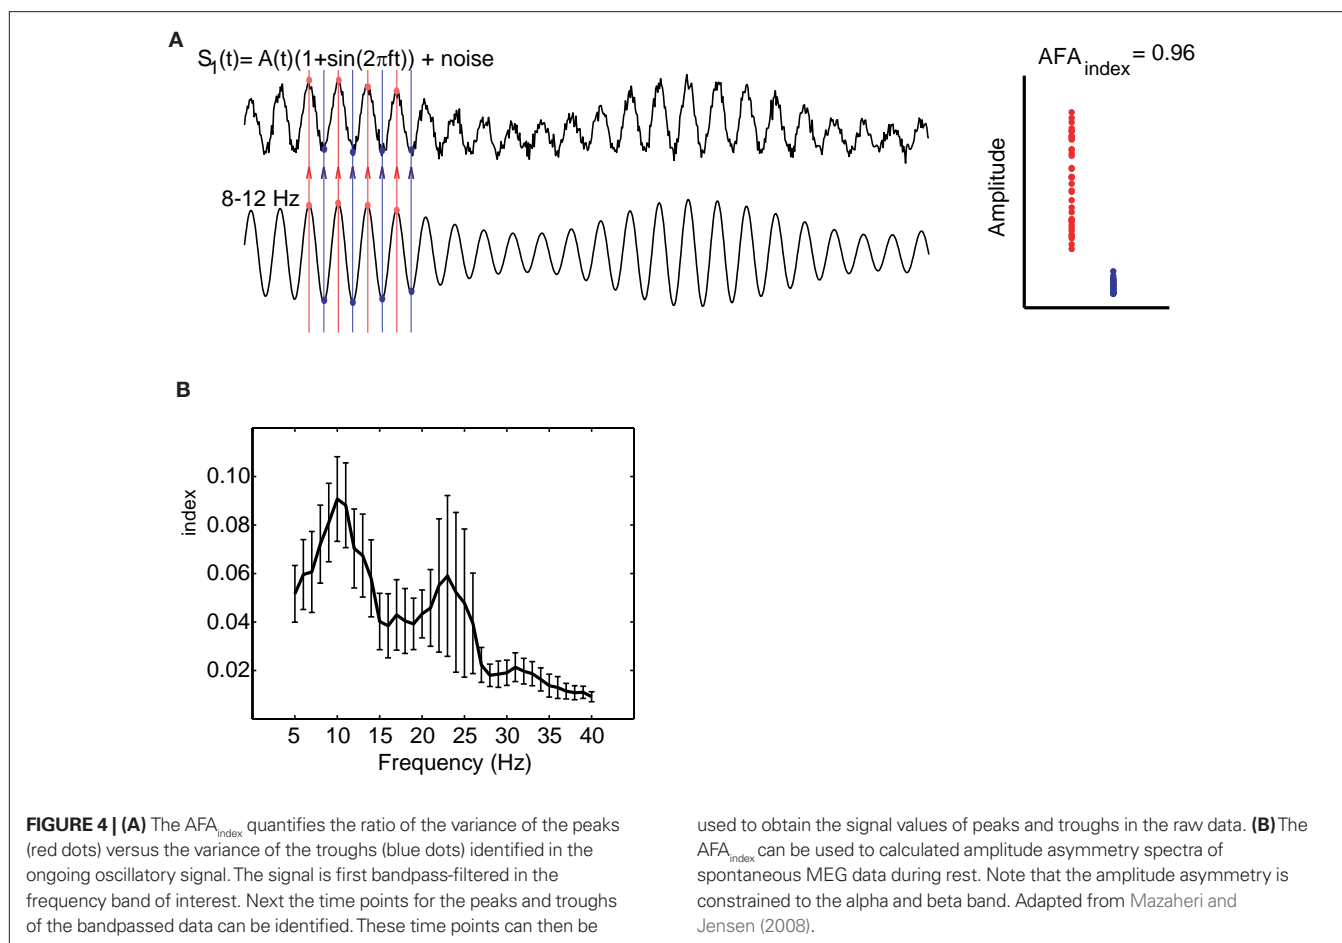 A
S1(t)= A(t)(1+sin(2πft)) + noise
8-12 Hz
AFAindex = 0.96
Amplitude
B
index
0.10
0.08
0.06
0.04
0.02
5 10 15 20 25 30 35 40
Frequency (Hz)
FIGURE 4 | (A) The AFAindex quantifies the ratio of the variance of the peaks
(red dots) versus the variance of the troughs (blue dots) identified in the
ongoing oscillatory signal. The signal is first bandpass-filtered in the
frequency band of interest. Next the time points for the peaks and troughs
of the bandpassed data can be identified. These time points can then be
used to obtain the signal values of peaks and troughs in the raw data. (B) The
AFAindex can be used to calculated amplitude asymmetry spectra of
spontaneous MEG data during rest. Note that the amplitude asymmetry is
constrained to the alpha and beta band. Adapted from Mazaheri and
Jensen (2008).